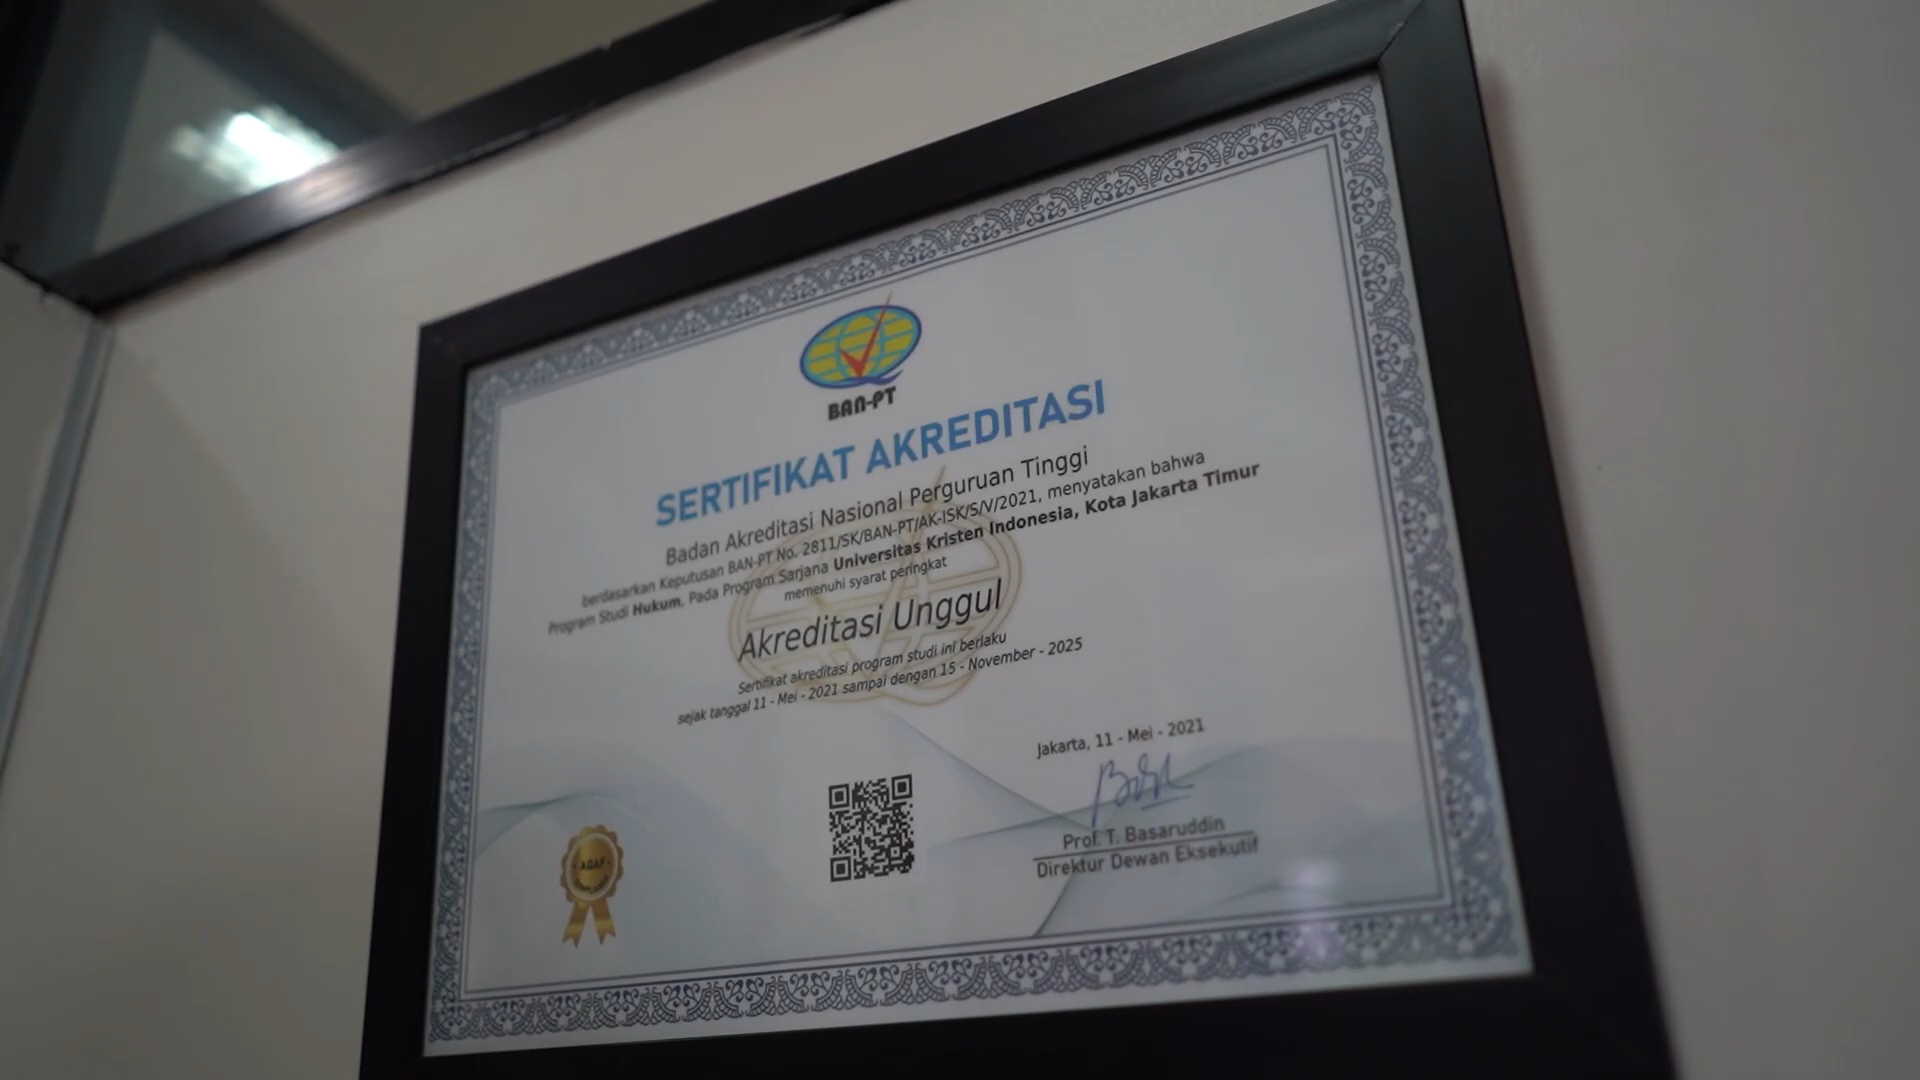 BAN-PT
SERTIFIKAT AKREDITASI
Badan Akreditasi Nasional Perguruan Tinggi
berdasarkan Keputusan BAN-PT No. 2811/SK/BAN-PT/AK-ISK/S/V/2021, menyatakan bahwa
Program Studi Hukum, Pada Program Sarjana Universitas Kristen Indonesia, Kota Jakarta Timur
memenuhi syarat peringkat
Akreditasi Unggul
Sertifikat akreditasi program studi ini berlaku
sejak tanggal 11 - Mei - 2021 sampai dengan 15 - November - 2025
Jakarta, 11 - Mei - 2021
Prof. T. Basaruddin
Direktur Dewan Eksekutif